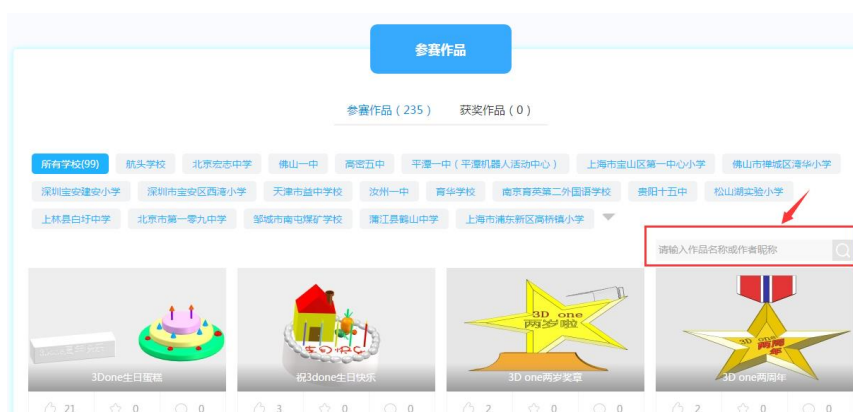 参赛作品
参赛作品（235） 获奖作品（0）
所有学校(99) 航头学校 北京宏志中学 佛山一中 高密五中 平潭一中（平潭机器人活动中心） 上海市宝山区第一中心小学 佛山市禅城区湾华小学
深圳宝安建安小学 深圳市宝安区西湾小学 天津市益中学校 汝州一中 育华学校 南京育英第二外国语学校 贵阳十五中 松山湖实验小学
上林县白圩中学 北京市第一零九中学 邹城市南屯煤矿学校 蒲江县鹤山中学 上海市浦东新区高桥镇小学
请输入作品名称或作者昵称
3D one
两岁啦
3D one
两周年
生日快乐
3Done生日蛋糕 祝3done生日快乐 3D one两岁奖章 3D one两周年
21 0 0 3 0 0 2 0 0 2 0 0